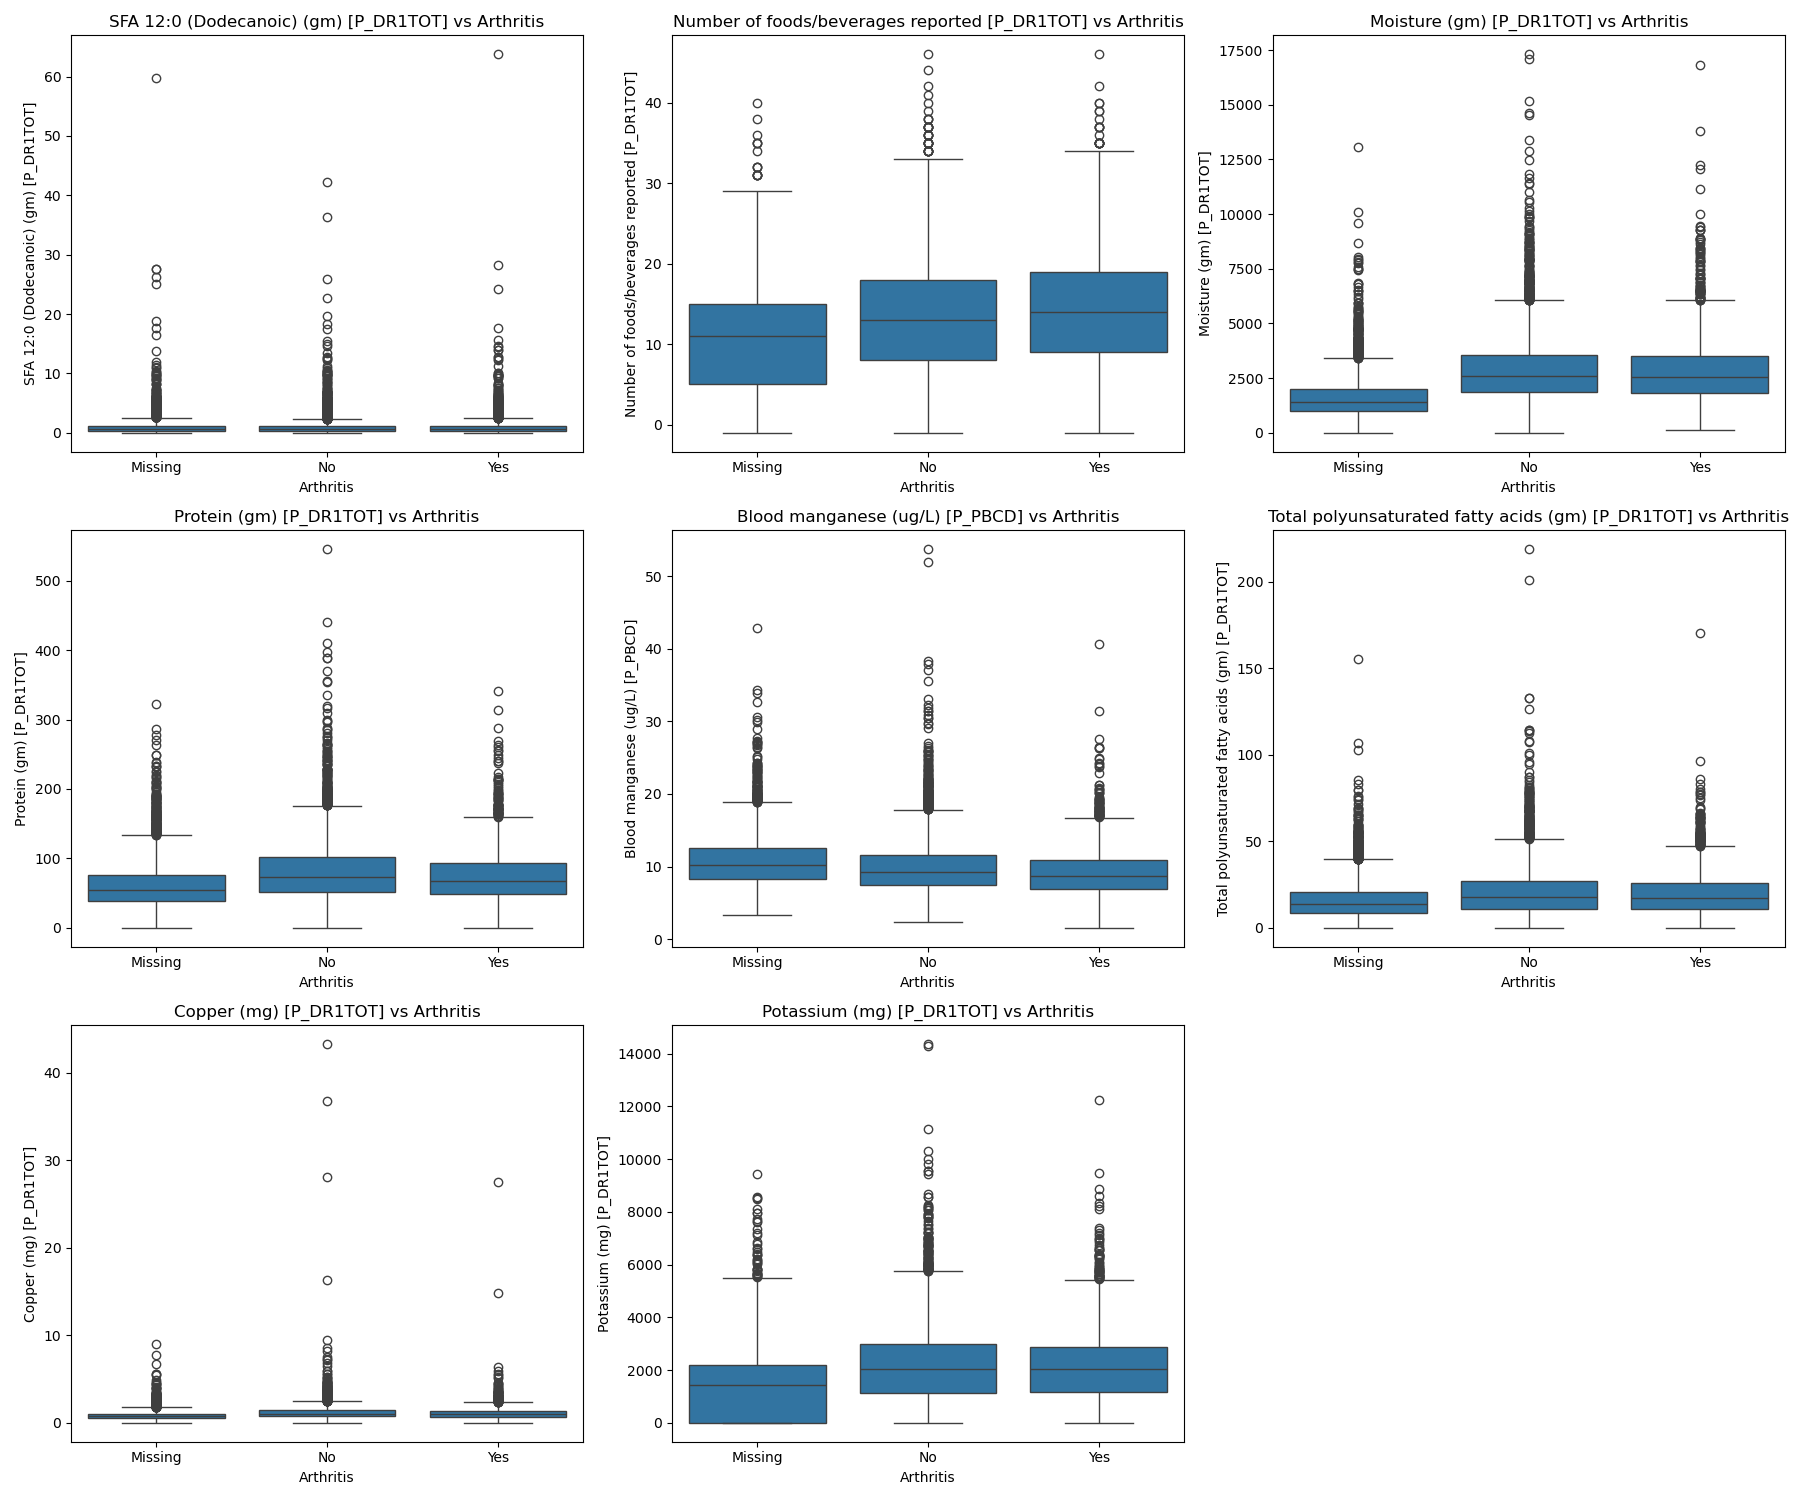 SFA 12:0 (Dodecanoic) (gm) [P_DR1TOT] vs Arthritis
SFA 12:0 (Dodecanoic) (gm) [P_DR1TOT]
60
50
40
30
20
10
0
Missing No Yes
Arthritis
Number of foods/beverages reported [P_DR1TOT] vs Arthritis
Number of foods/beverages reported [P_DR1TOT]
40
30
20
10
0
Missing No Yes
Arthritis
Moisture (gm) [P_DR1TOT] vs Arthritis
Moisture (gm) [P_DR1TOT]
17500
15000
12500
10000
7500
5000
2500
0
Missing No Yes
Arthritis
Protein (gm) [P_DR1TOT] vs Arthritis
Protein (gm) [P_DR1TOT]
500
400
300
200
100
0
Missing No Yes
Arthritis
Blood manganese (ug/L) [P_PBCD] vs Arthritis
Blood manganese (ug/L) [P_PBCD]
50
40
30
20
10
0
Missing No Yes
Arthritis
Total polyunsaturated fatty acids (gm) [P_DR1TOT] vs Arthritis
Total polyunsaturated fatty acids (gm) [P_DR1TOT]
200
150
100
50
0
Missing No Yes
Arthritis
Copper (mg) [P_DR1TOT] vs Arthritis
Copper (mg) [P_DR1TOT]
40
30
20
10
0
Missing No Yes
Arthritis
Potassium (mg) [P_DR1TOT] vs Arthritis
Potassium (mg) [P_DR1TOT]
14000
12000
10000
8000
6000
4000
2000
0
Missing No Yes
Arthritis